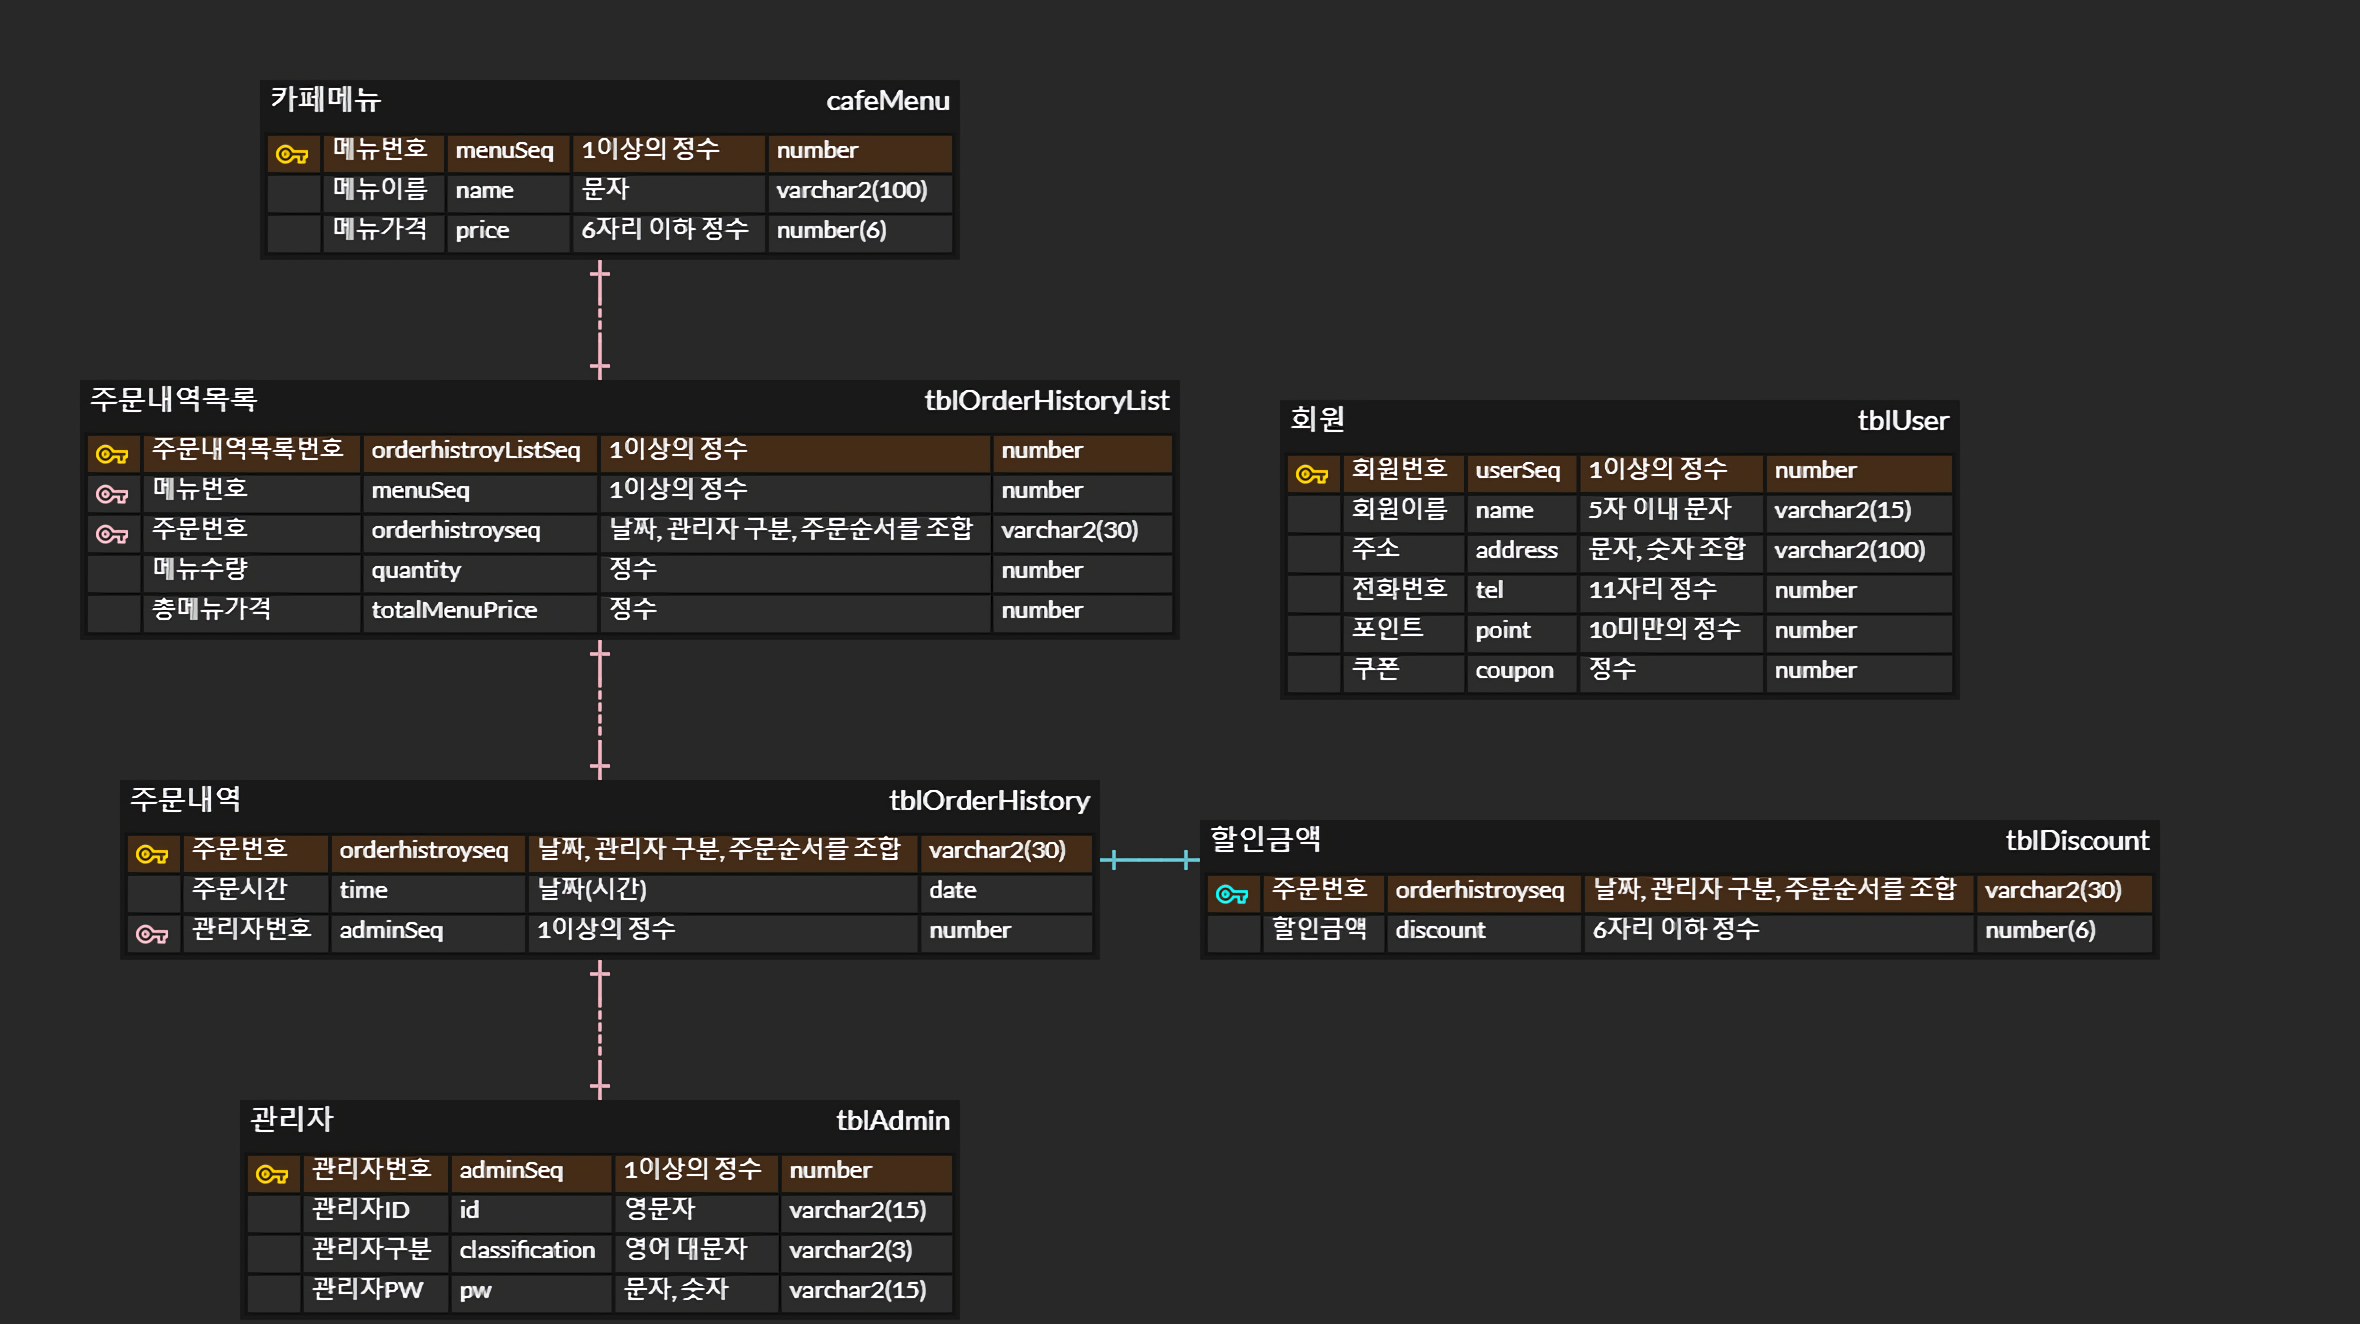 카페메뉴 cafeMenu
메뉴번호 menuSeq 1이상의 정수 number
메뉴이름 name 문자 varchar2(100)
메뉴가격 price 6자리 이하 정수 number(6)
주문내역목록 tblOrderHistoryList
주문내역목록번호 orderhistroyListSeq 1이상의 정수 number
메뉴번호 menuSeq 1이상의 정수 number
주문번호 orderhistroyseq 날짜, 관리자 구분, 주문순서를 조합 varchar2(30)
메뉴수량 quantity 정수 number
총메뉴가격 totalMenuPrice 정수 number
회원 tblUser
회원번호 userSeq 1이상의 정수 number
회원이름 name 5자 이내 문자 varchar2(15)
주소 address 문자, 숫자 조합 varchar2(100)
전화번호 tel 11자리 정수 number
포인트 point 10미만의 정수 number
쿠폰 coupon 정수 number
주문내역 tblOrderHistory
주문번호 orderhistroyseq 날짜, 관리자 구분, 주문순서를 조합 varchar2(30)
주문시간 time 날짜(시간) date
관리자번호 adminSeq 1이상의 정수 number
할인금액 tblDiscount
주문번호 orderhistroyseq 날짜, 관리자 구분, 주문순서를 조합 varchar2(30)
할인금액 discount 6자리 이하 정수 number(6)
관리자 tblAdmin
관리자번호 adminSeq 1이상의 정수 number
관리자ID id 영문자 varchar2(15)
관리자구분 classification 영어 대문자 varchar2(3)
관리자PW pw 문자, 숫자 varchar2(15)